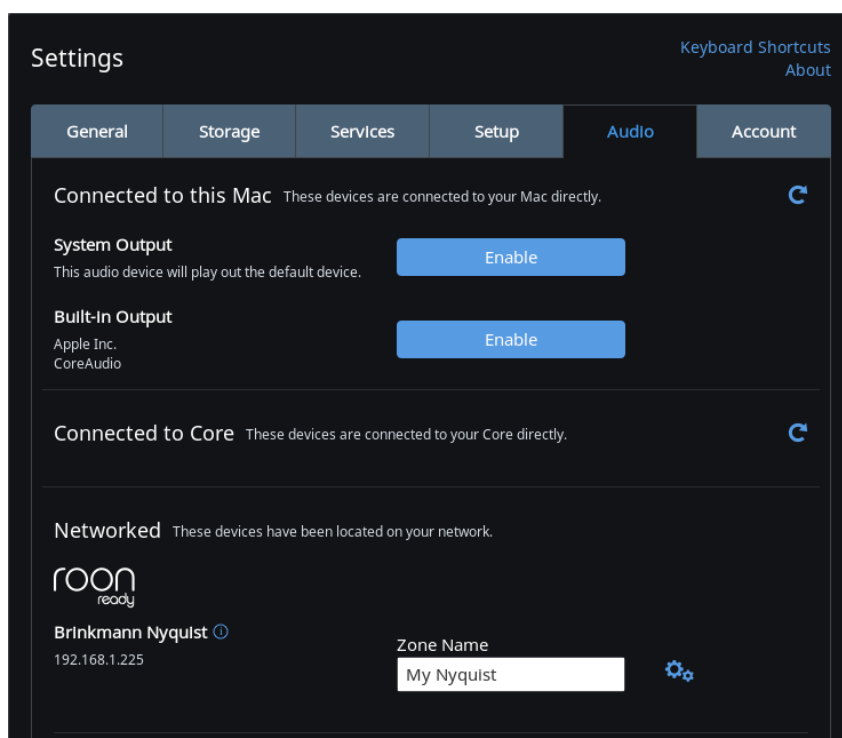 Settings
Keyboard Shortcuts
About
General Storage Services Setup Audio Account
Connected to this Mac These devices are connected to your Mac directly.
System Output
This audio device will play out the default device.
Enable
Built-In Output
Apple Inc.
CoreAudio
Enable
Connected to Core These devices are connected to your Core directly.
Networked These devices have been located on your network.
roon
ready
Brinkmann Nyquist
192.168.1.225
Zone Name
My Nyquist